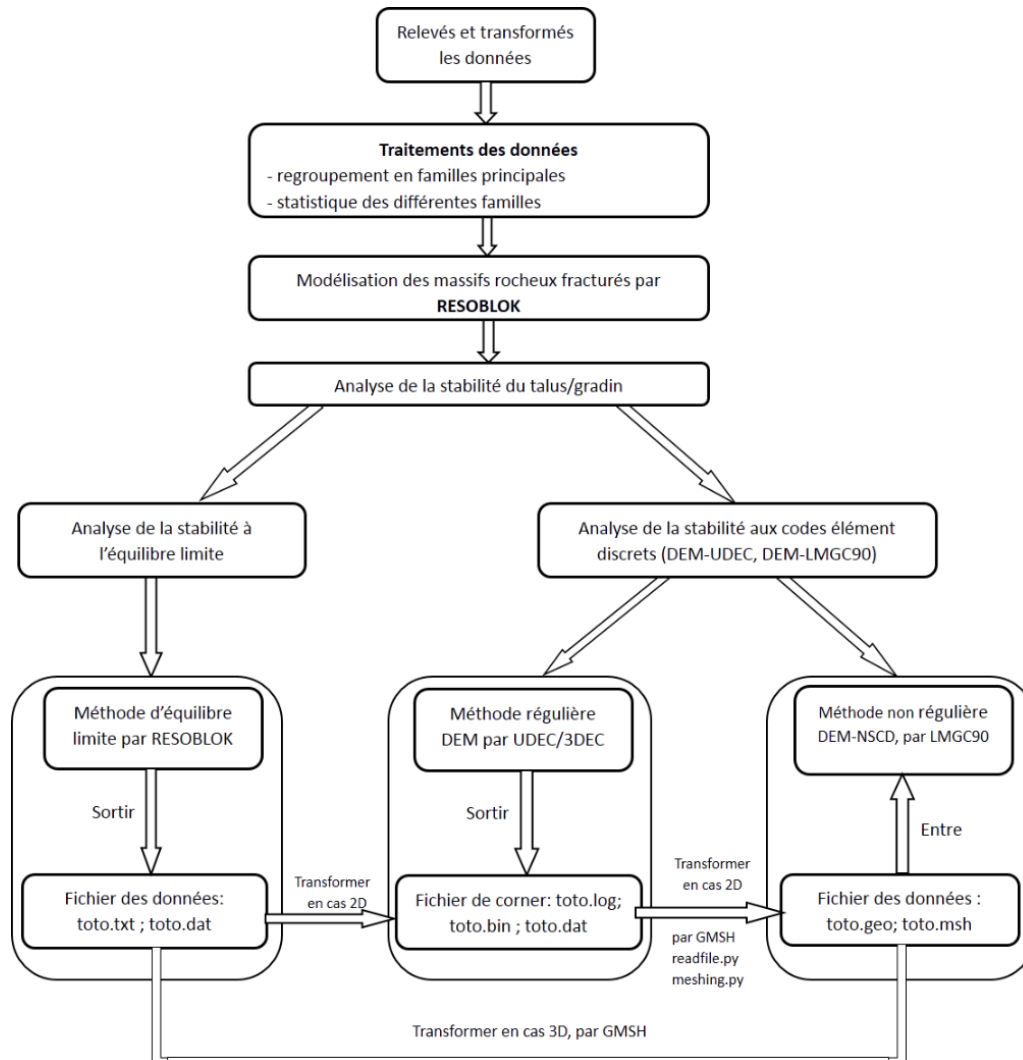 Relevés et transformés
les données
Traitements des données
- regroupement en familles principales
- statistique des différentes familles
Modélisation des massifs rocheux fracturés par
RESOBLOK
Analyse de la stabilité du talus/gradin
Analyse de la stabilité à
l’équilibre limite
Analyse de la stabilité aux codes élément
discrets (DEM-UDEC, DEM-LMGC90)
Méthode d’équilibre
limite par RESOBLOK
Méthode régulière
DEM par UDEC/3DEC
Méthode non régulière
DEM-NSCD, par LMGC90
Sortir
Sortir
Entre
Fichier des données:
toto.txt ; toto.dat
Transformer
en cas 2D
Fichier de corner: toto.log;
toto.bin ; toto.dat
Transformer
en cas 2D
par GMSH
readfile.py
meshing.py
Fichier des données :
toto.geo; toto.msh
Transformer en cas 3D, par GMSH